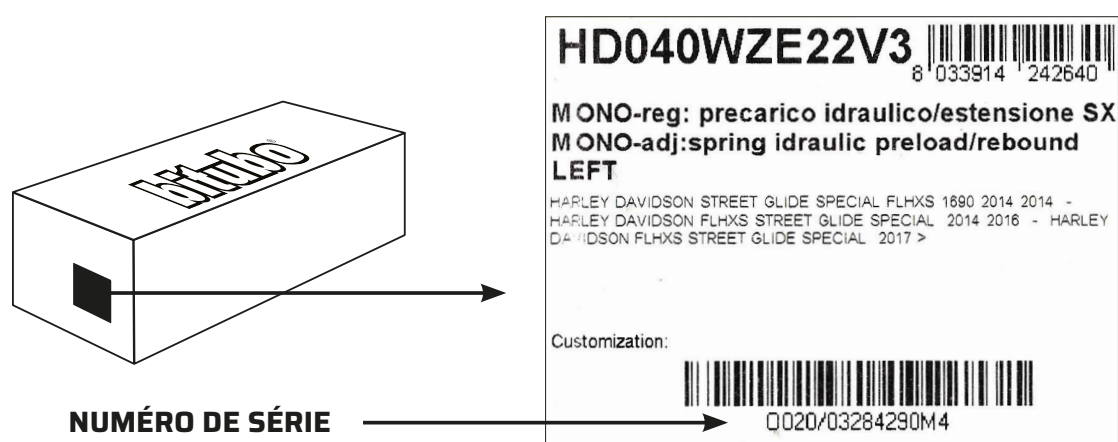 bitubo®
HD040WZE22V3
8 033914 242640
MONO-reg: precarico idraulico/estensione SX
MONO-adj:spring idraulic preload/rebound
LEFT
HARLEY DAVIDSON STREET GLIDE SPECIAL FLHXS 1690 2014 2014 -
HARLEY DAVIDSON FLHXS STREET GLIDE SPECIAL 2014 2016 - HARLEY
DAVIDSON FLHXS STREET GLIDE SPECIAL 2017 >
Customization:
NUMÉRO DE SÉRIE
Q020/03284290M4